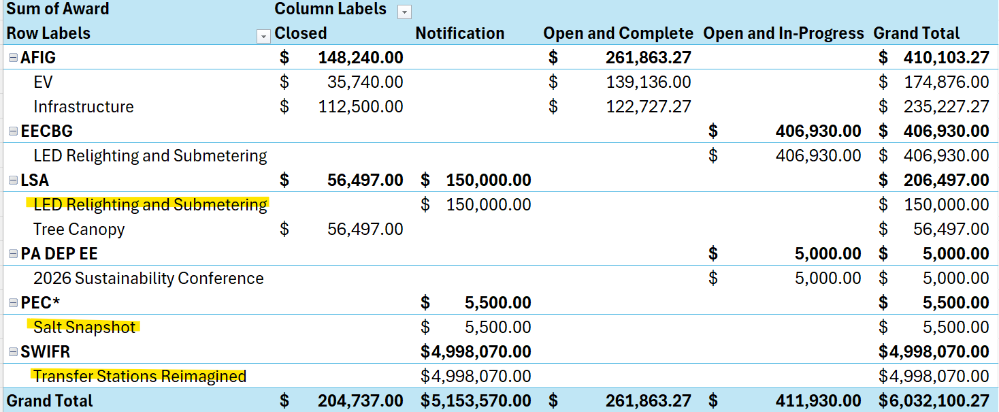 Sum of Award Column Labels
Row Labels Closed Notification Open and Complete Open and In-Progress Grand Total
AFIG $ 148,240.00 $ 261,863.27 $ 410,103.27
EV $ 35,740.00 $ 139,136.00 $ 174,876.00
Infrastructure $ 112,500.00 $ 122,727.27 $ 235,227.27
EECBG $ 406,930.00 $ 406,930.00
LED Relighting and Submetering $ 406,930.00 $ 406,930.00
LSA $ 56,497.00 $ 150,000.00 $ 206,497.00
LED Relighting and Submetering $ 150,000.00 $ 150,000.00
Tree Canopy $ 56,497.00 $ 56,497.00
PA DEP EE $ 5,000.00 $ 5,000.00
2026 Sustainability Conference $ 5,000.00 $ 5,000.00
PEC* $ 5,500.00 $ 5,500.00
Salt Snapshot $ 5,500.00 $ 5,500.00
SWIFR $4,998,070.00 $4,998,070.00
Transfer Stations Reimagined $4,998,070.00 $4,998,070.00
Grand Total $ 204,737.00 $5,153,570.00 $ 261,863.27 $ 411,930.00 $6,032,100.27